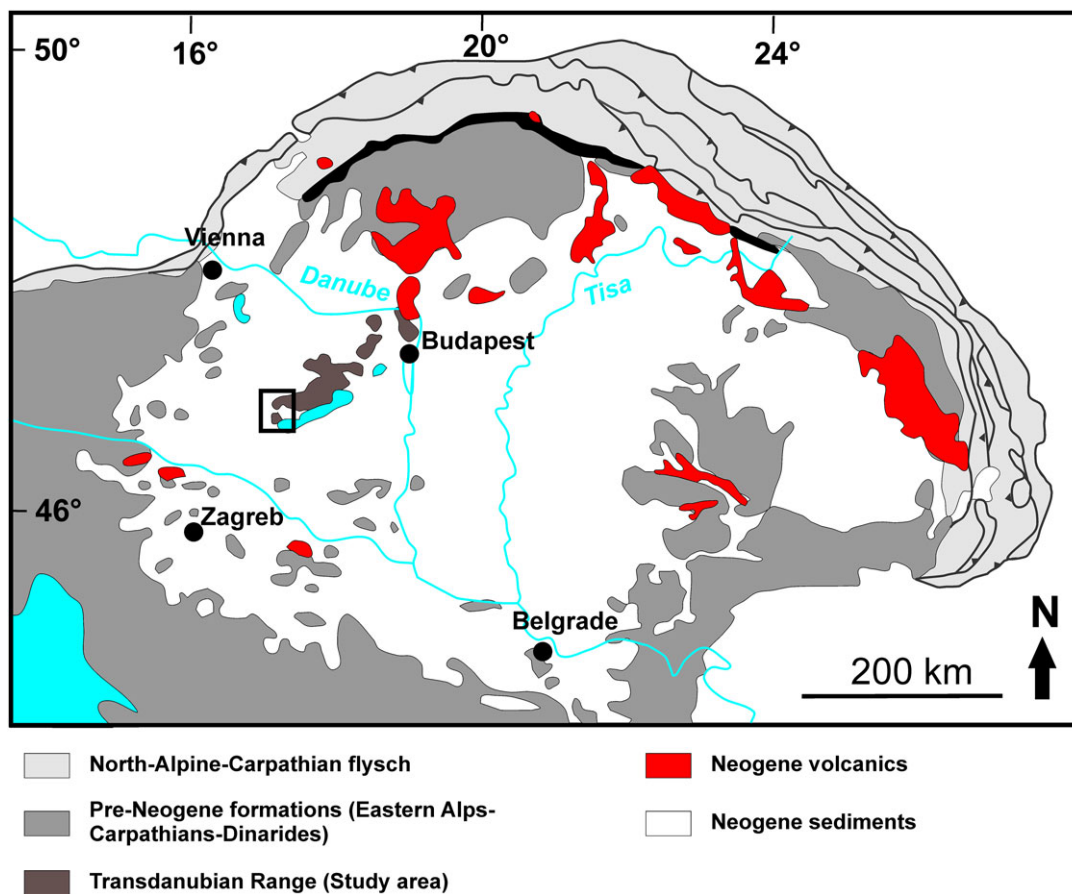 50°
16°
20°
24°
Vienna
Danube
Tisa
Budapest
46°
Zagreb
Belgrade
N
200 km
North-Alpine-Carpathian flysch
Pre-Neogene formations (Eastern Alps-
Carpathians-Dinarides)
Transdanubian Range (Study area)
Neogene volcanics
Neogene sediments